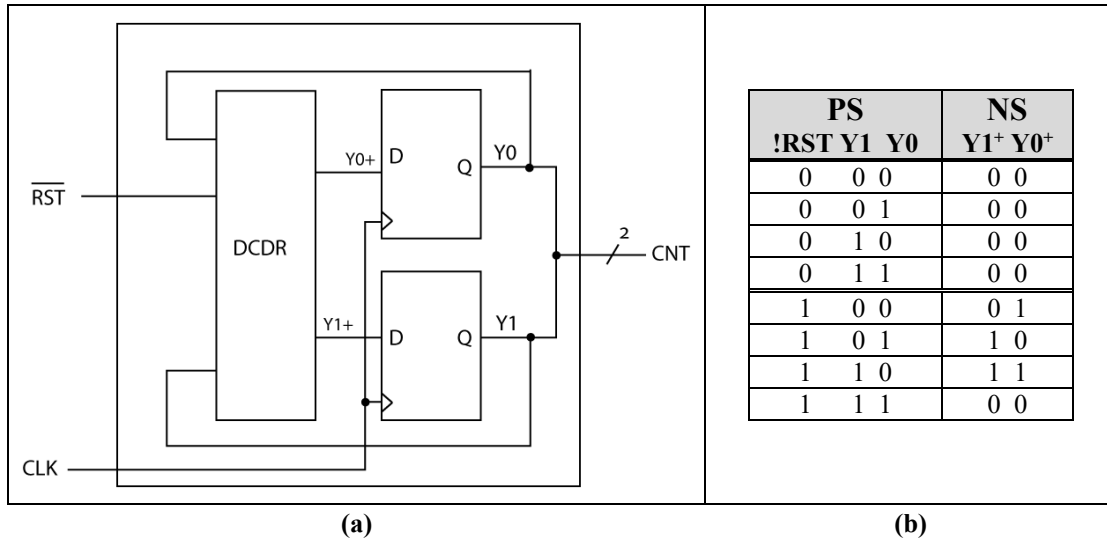 RST
CLK
DCDR
Y0+
D
Q
Y0
Y1+
D
Q
Y1
2
CNT
PS NS
!RST Y1 Y0 Y1+ Y0+
0 0 0 0 0
0 0 1 0 0
0 1 0 0 0
0 1 1 0 0
1 0 0 0 1
1 0 1 1 0
1 1 0 1 1
1 1 1 0 0
(a) (b)